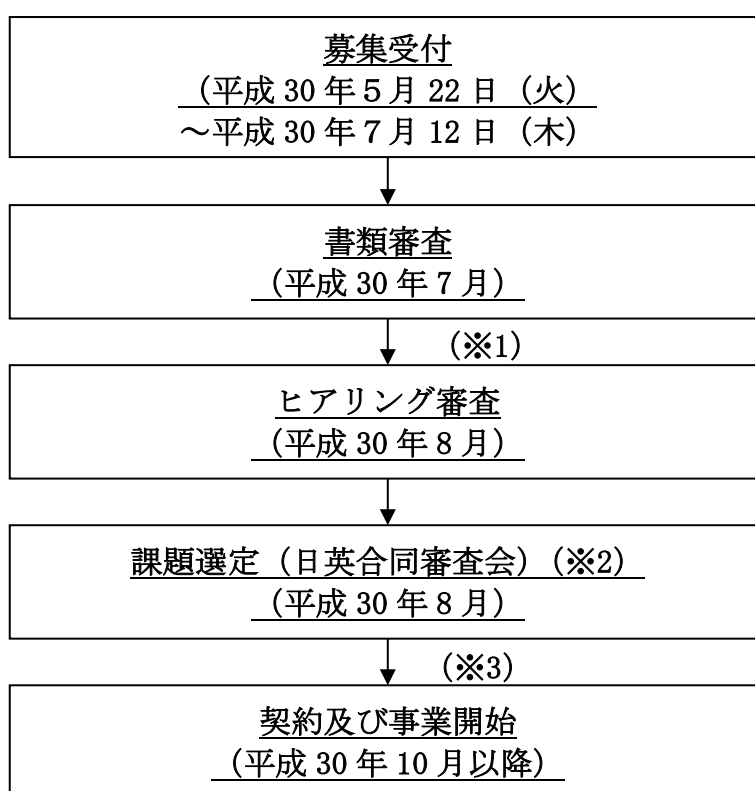 募集受付
（平成 30 年５月 22 日（火）
～平成 30 年７月 12 日（木）
書類審査
（平成 30 年 7 月）
（※1）
ヒアリング審査
（平成 30 年 8 月）
課題選定（日英合同審査会）（※2）
（平成 30 年 8 月）
（※3）
契約及び事業開始
（平成 30 年 10 月以降）